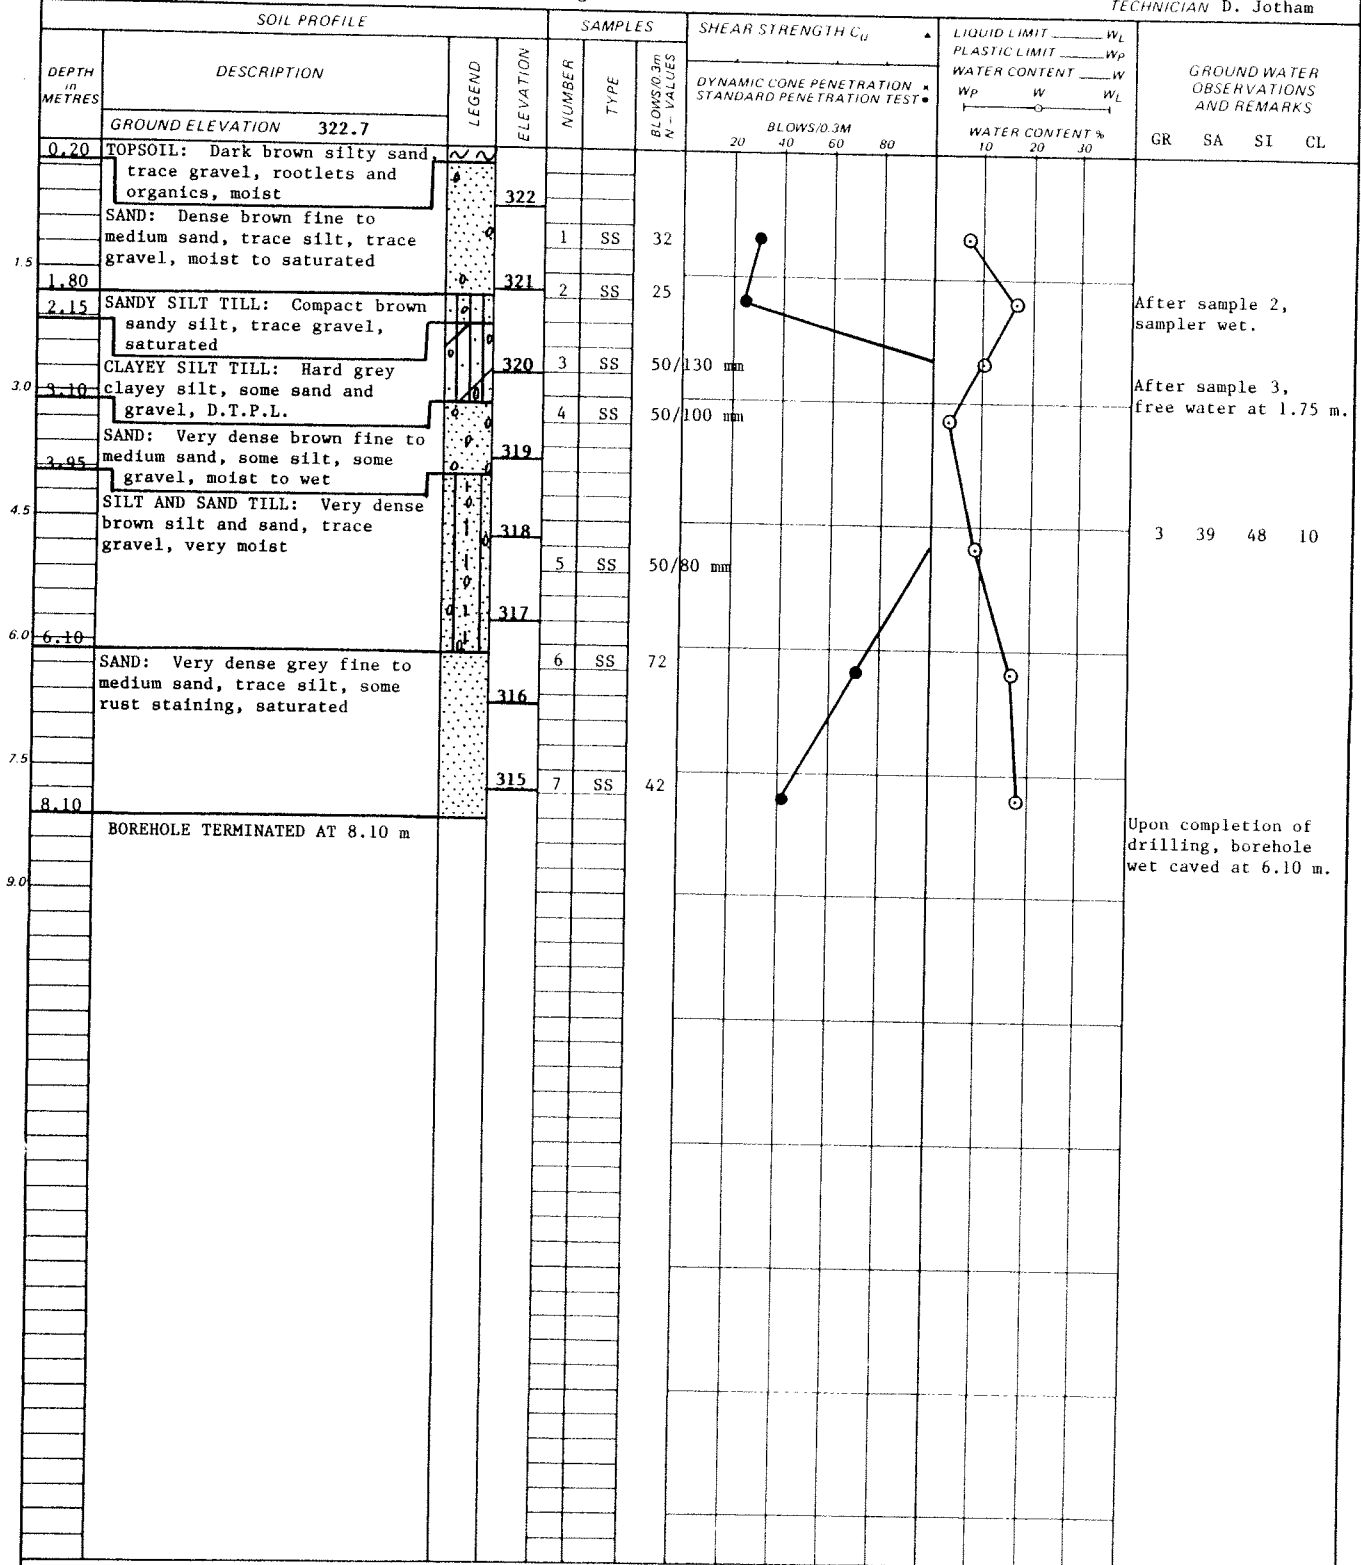 TECHNICIAN D. Jotham
SOIL PROFILE
SAMPLES
SHEAR STRENGTH Cu ▲
LIQUID LIMIT ______ WL
PLASTIC LIMIT ______ Wp
WATER CONTENT ___ W
Wp W WL
WATER CONTENT %
10 20 30
DEPTH
in
METRES
DESCRIPTION
LEGEND
ELEVATION
NUMBER
TYPE
BLOWS/0.3m
N - VALUES
DYNAMIC CONE PENETRATION ×
STANDARD PENETRATION TEST ●
BLOWS/0.3M
20 40 60 80
GROUND WATER
OBSERVATIONS
AND REMARKS
GR SA SI CL
GROUND ELEVATION 322.7
0.20 TOPSOIL: Dark brown silty sand,
trace gravel, rootlets and
organics, moist
322
SAND: Dense brown fine to
medium sand, trace silt, trace
gravel, moist to saturated
1 SS 32
1.5
1.80
321
2 SS 25
2.15 SANDY SILT TILL: Compact brown
sandy silt, trace gravel,
saturated
After sample 2,
sampler wet.
CLAYEY SILT TILL: Hard grey
clayey silt, some sand and
gravel, D.T.P.L.
320
3 SS 50/130 mm
3.0
3.10
After sample 3,
free water at 1.75 m.
4 SS 50/100 mm
SAND: Very dense brown fine to
medium sand, some silt, some
gravel, moist to wet
319
3.95
SILT AND SAND TILL: Very dense
brown silt and sand, trace
gravel, very moist
4.5
318
3 39 48 10
5 SS 50/80 mm
317
6.0
6.10
SAND: Very dense grey fine to
medium sand, trace silt, some
rust staining, saturated
6 SS 72
316
7.5
315
7 SS 42
8.10
BOREHOLE TERMINATED AT 8.10 m
Upon completion of
drilling, borehole
wet caved at 6.10 m.
9.0